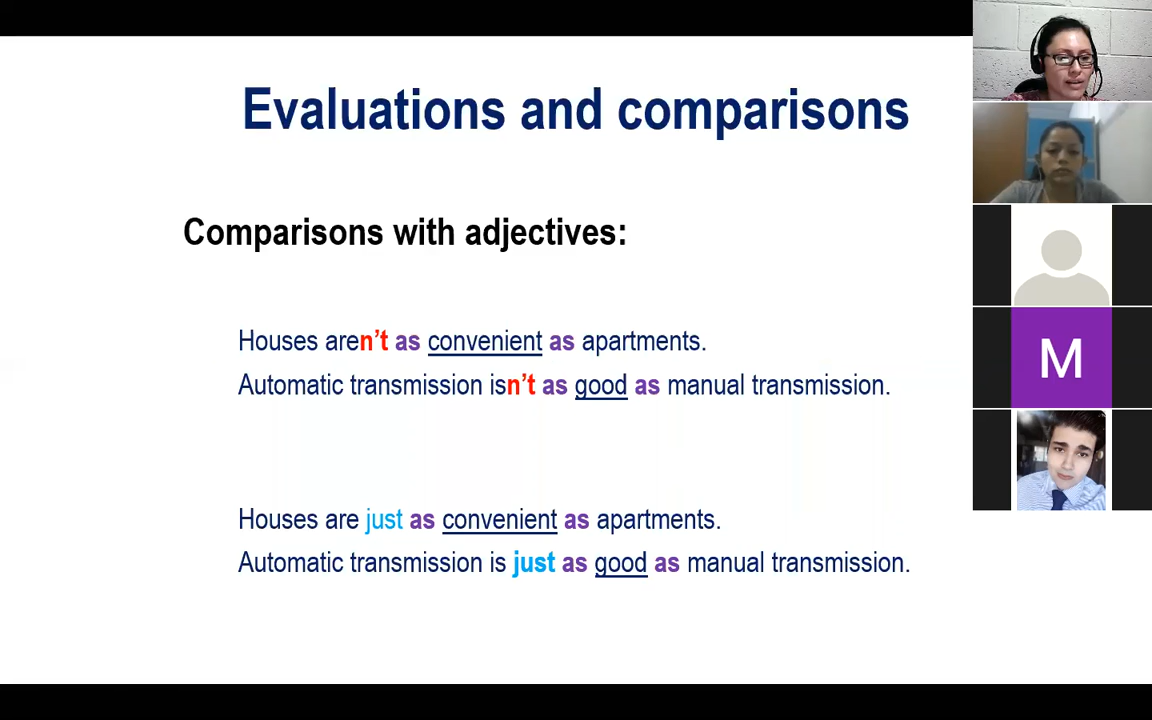 Evaluations and comparisons
Comparisons with adjectives:
Houses aren't as convenient as apartments.
Automatic transmission isn't as good as manual transmission.
Houses are just as convenient as apartments.
Automatic transmission is just as good as manual transmission.
M